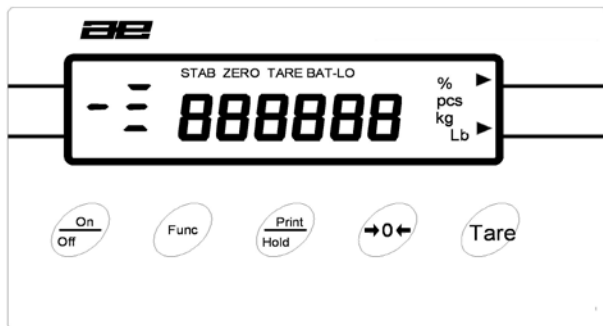 ae
STAB ZERO TARE BAT-LO
888888
%
pcs
kg
Lb
On
Off
Func
Print
Hold
→0←
Tare